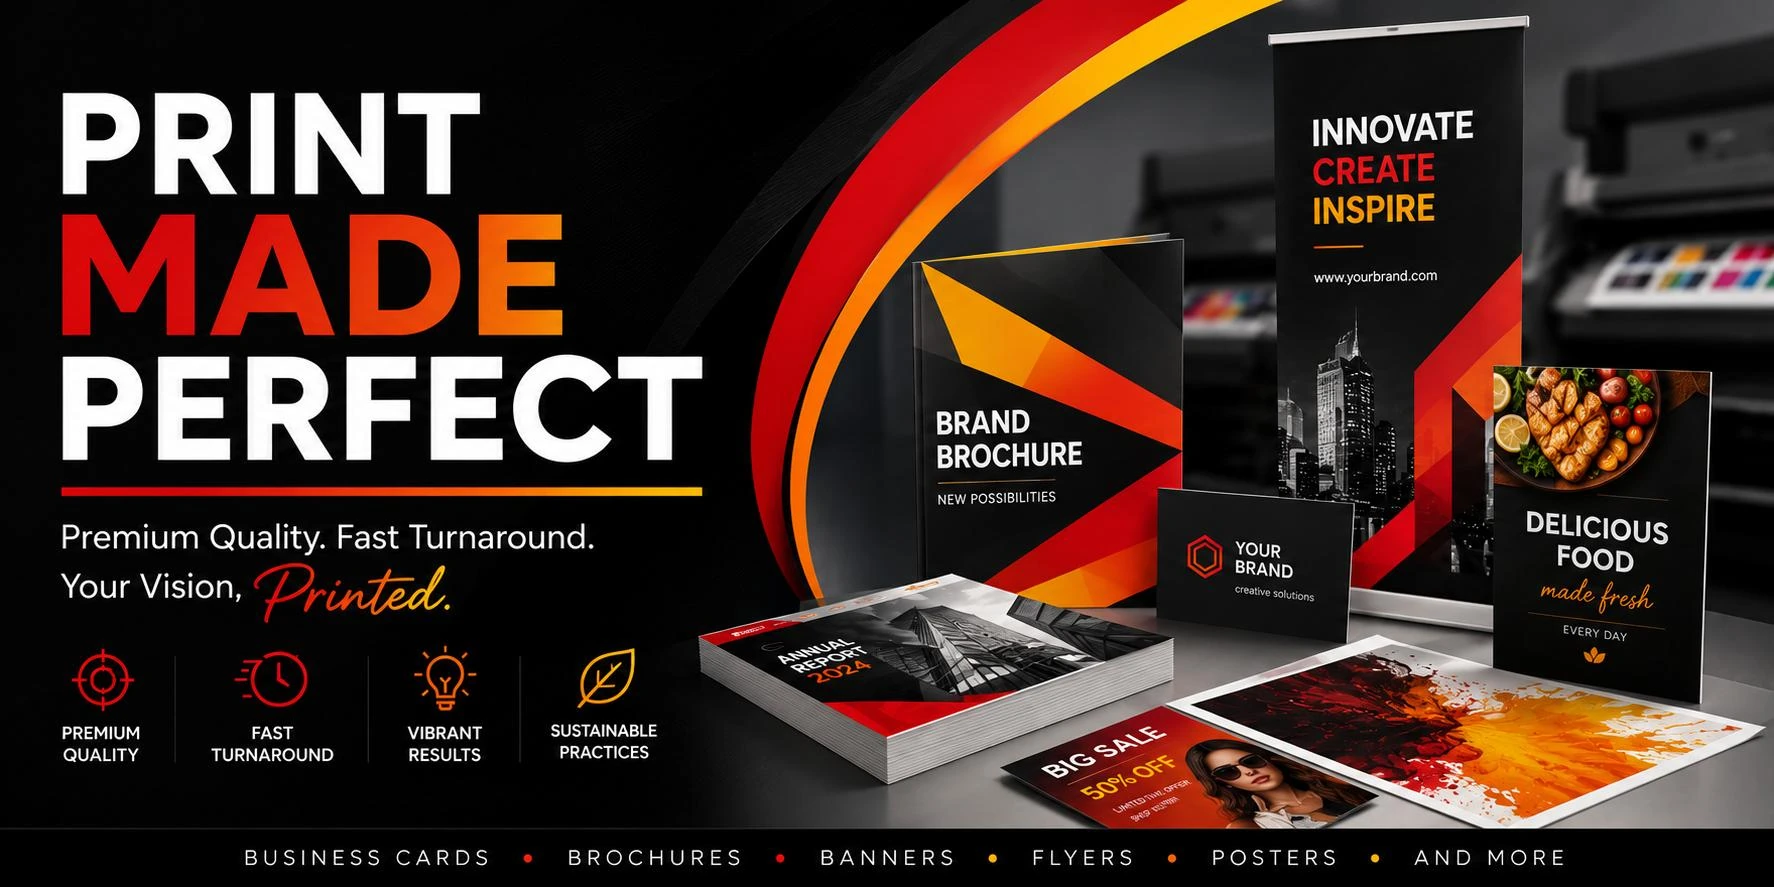 PRINT
MADE
PERFECT
Premium Quality. Fast Turnaround.
Your Vision, Printed.
PREMIUM
QUALITY
FAST
TURNAROUND
VIBRANT
RESULTS
SUSTAINABLE
PRACTICES
INNOVATE
CREATE
INSPIRE
www.yourbrand.com
BRAND
BROCHURE
NEW POSSIBILITIES
YOUR
BRAND
creative solutions
DELICIOUS
FOOD
made fresh
EVERY DAY
ANNUAL
REPORT
2024
BIG SALE
50% OFF
LIMITED OFFER
BUSINESS CARDS • BROCHURES • BANNERS • FLYERS • POSTERS • AND MORE